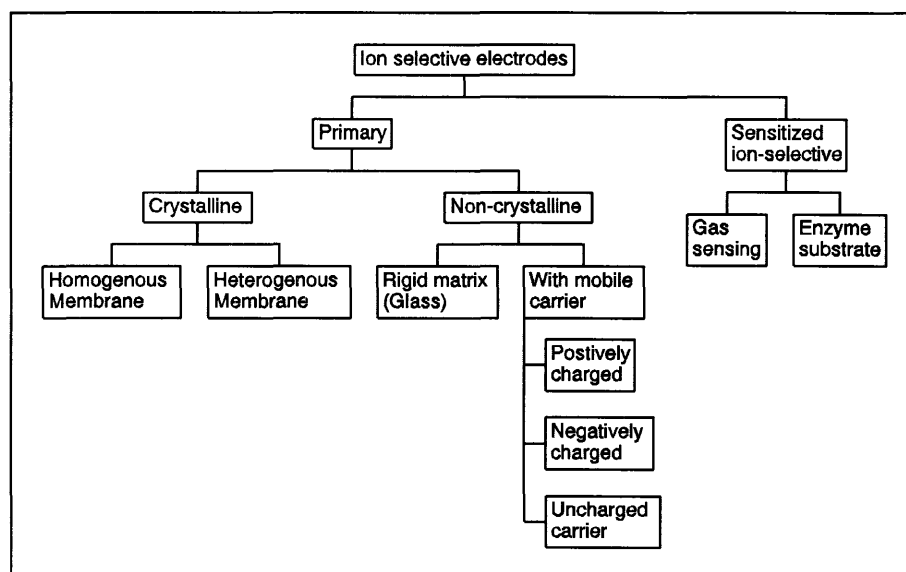 Ion selective electrodes
Primary
Sensitized
ion-selective
Crystalline
Non-crystalline
Gas
sensing
Enzyme
substrate
Homogenous
Membrane
Heterogenous
Membrane
Rigid matrix
(Glass)
With mobile
carrier
Postively
charged
Negatively
charged
Uncharged
carrier